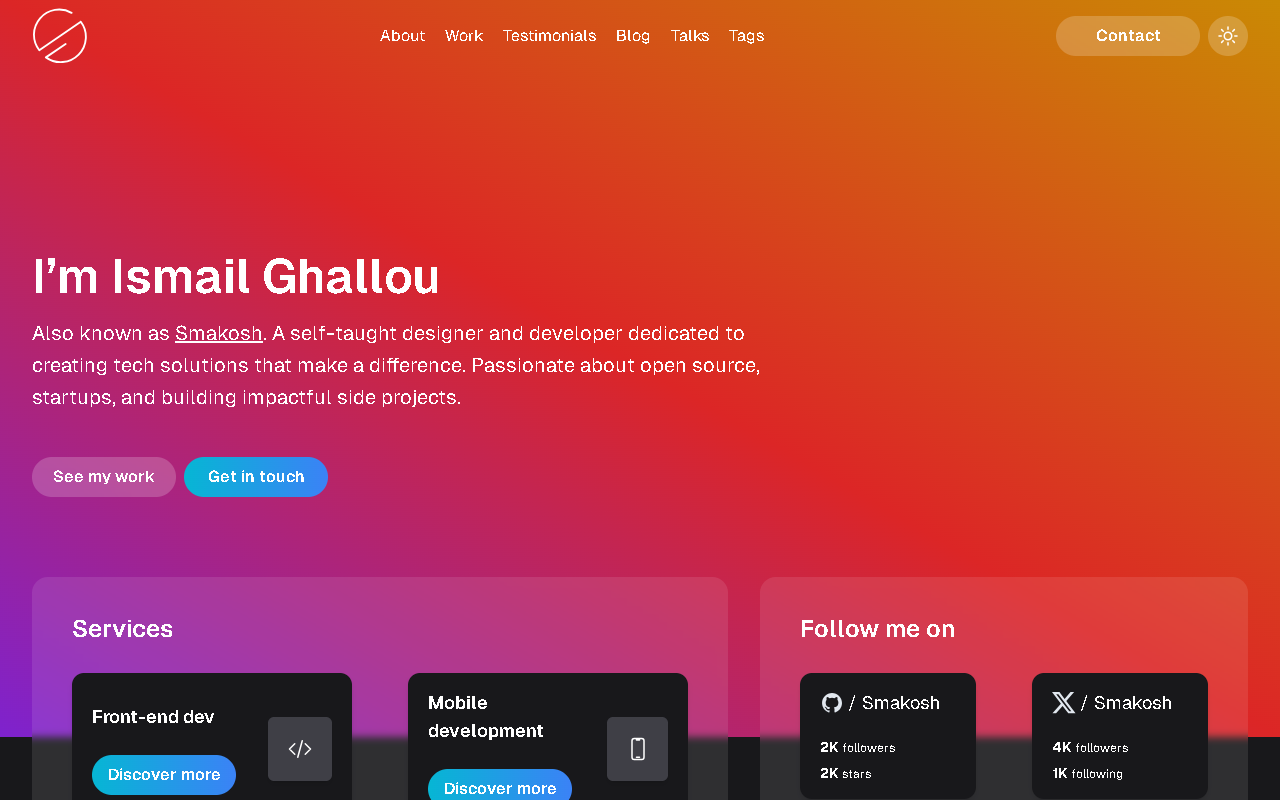 About Work Testimonials Blog Talks Tags Contact
I’m Ismail Ghallou
Also known as Smakosh. A self-taught designer and developer dedicated to
creating tech solutions that make a difference. Passionate about open source,
startups, and building impactful side projects.
See my work Get in touch
Services
Front-end dev
Discover more
Mobile
development
Discover more
Follow me on
/ Smakosh
2K followers
2K stars
/ Smakosh
4K followers
1K following